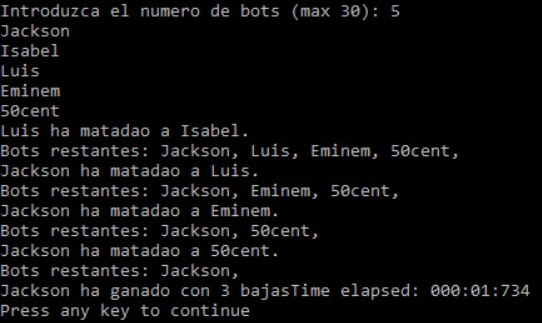 Introduzca el numero de bots (max 30): 5
Jackson
Isabel
Luis
Eminem
50cent
Luis ha matadao a Isabel.
Bots restantes: Jackson, Luis, Eminem, 50cent,
Jackson ha matadao a Luis.
Bots restantes: Jackson, Eminem, 50cent,
Jackson ha matadao a Eminem.
Bots restantes: Jackson, 50cent,
Jackson ha matadao a 50cent.
Bots restantes: Jackson,
Jackson ha ganado con 3 bajasTime elapsed: 000:01:734
Press any key to continue